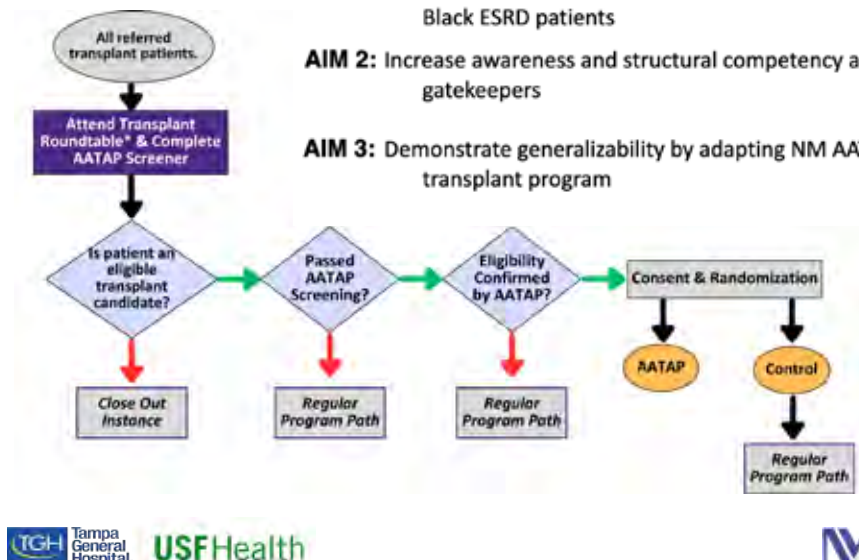 Black ESRD patients
AIM 2: Increase awareness and structural competency a
gatekeepers
AIM 3: Demonstrate generalizability by adapting NM AA
transplant program
All referred
transplant patients.
Attend Transplant
Roundtable* & Complete
AATAP Screener
Is patient an
eligible
transplant
candidate?
Passed
AATAP
Screening?
Eligibility
Confirmed
by AATAP?
Consent & Randomization
AATAP
Control
Close Out
Instance
Regular
Program Path
Regular
Program Path
Regular
Program Path
TGH
Tampa
General
Hospital
USFHealth